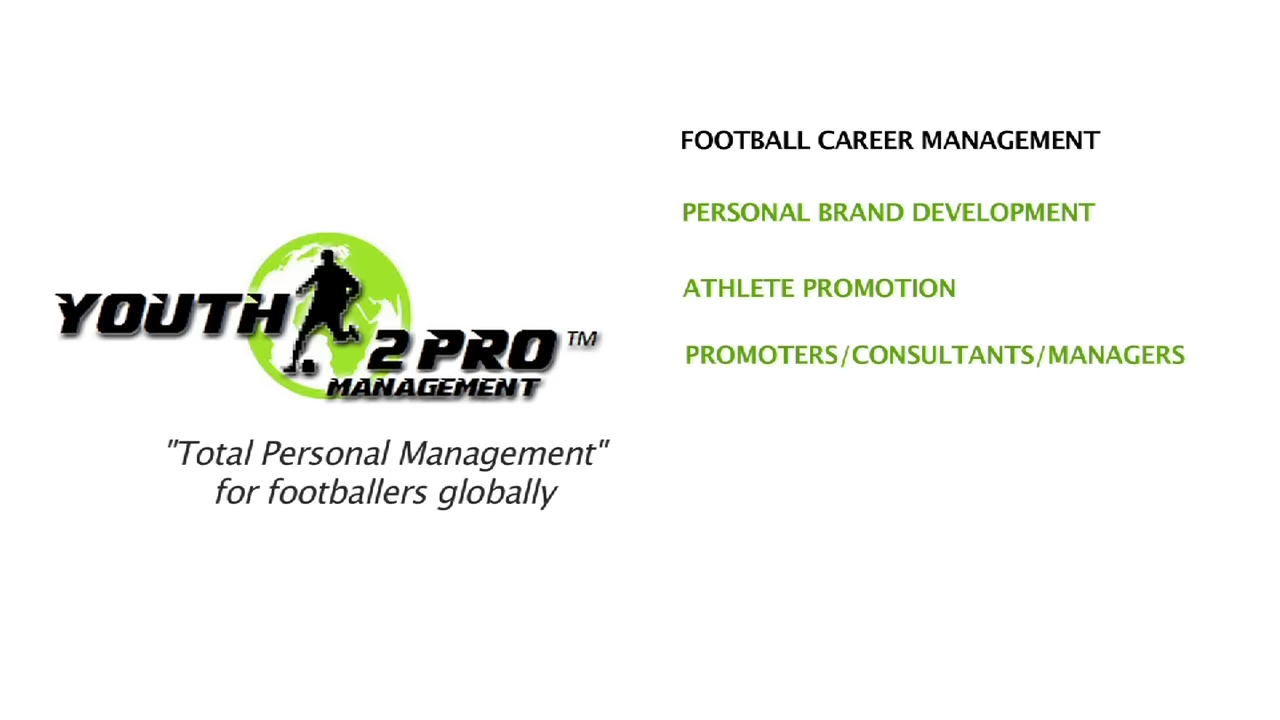 YOUTH
2 PRO ™
MANAGEMENT
"Total Personal Management"
for footballers globally
FOOTBALL CAREER MANAGEMENT
PERSONAL BRAND DEVELOPMENT
ATHLETE PROMOTION
PROMOTERS/CONSULTANTS/MANAGERS